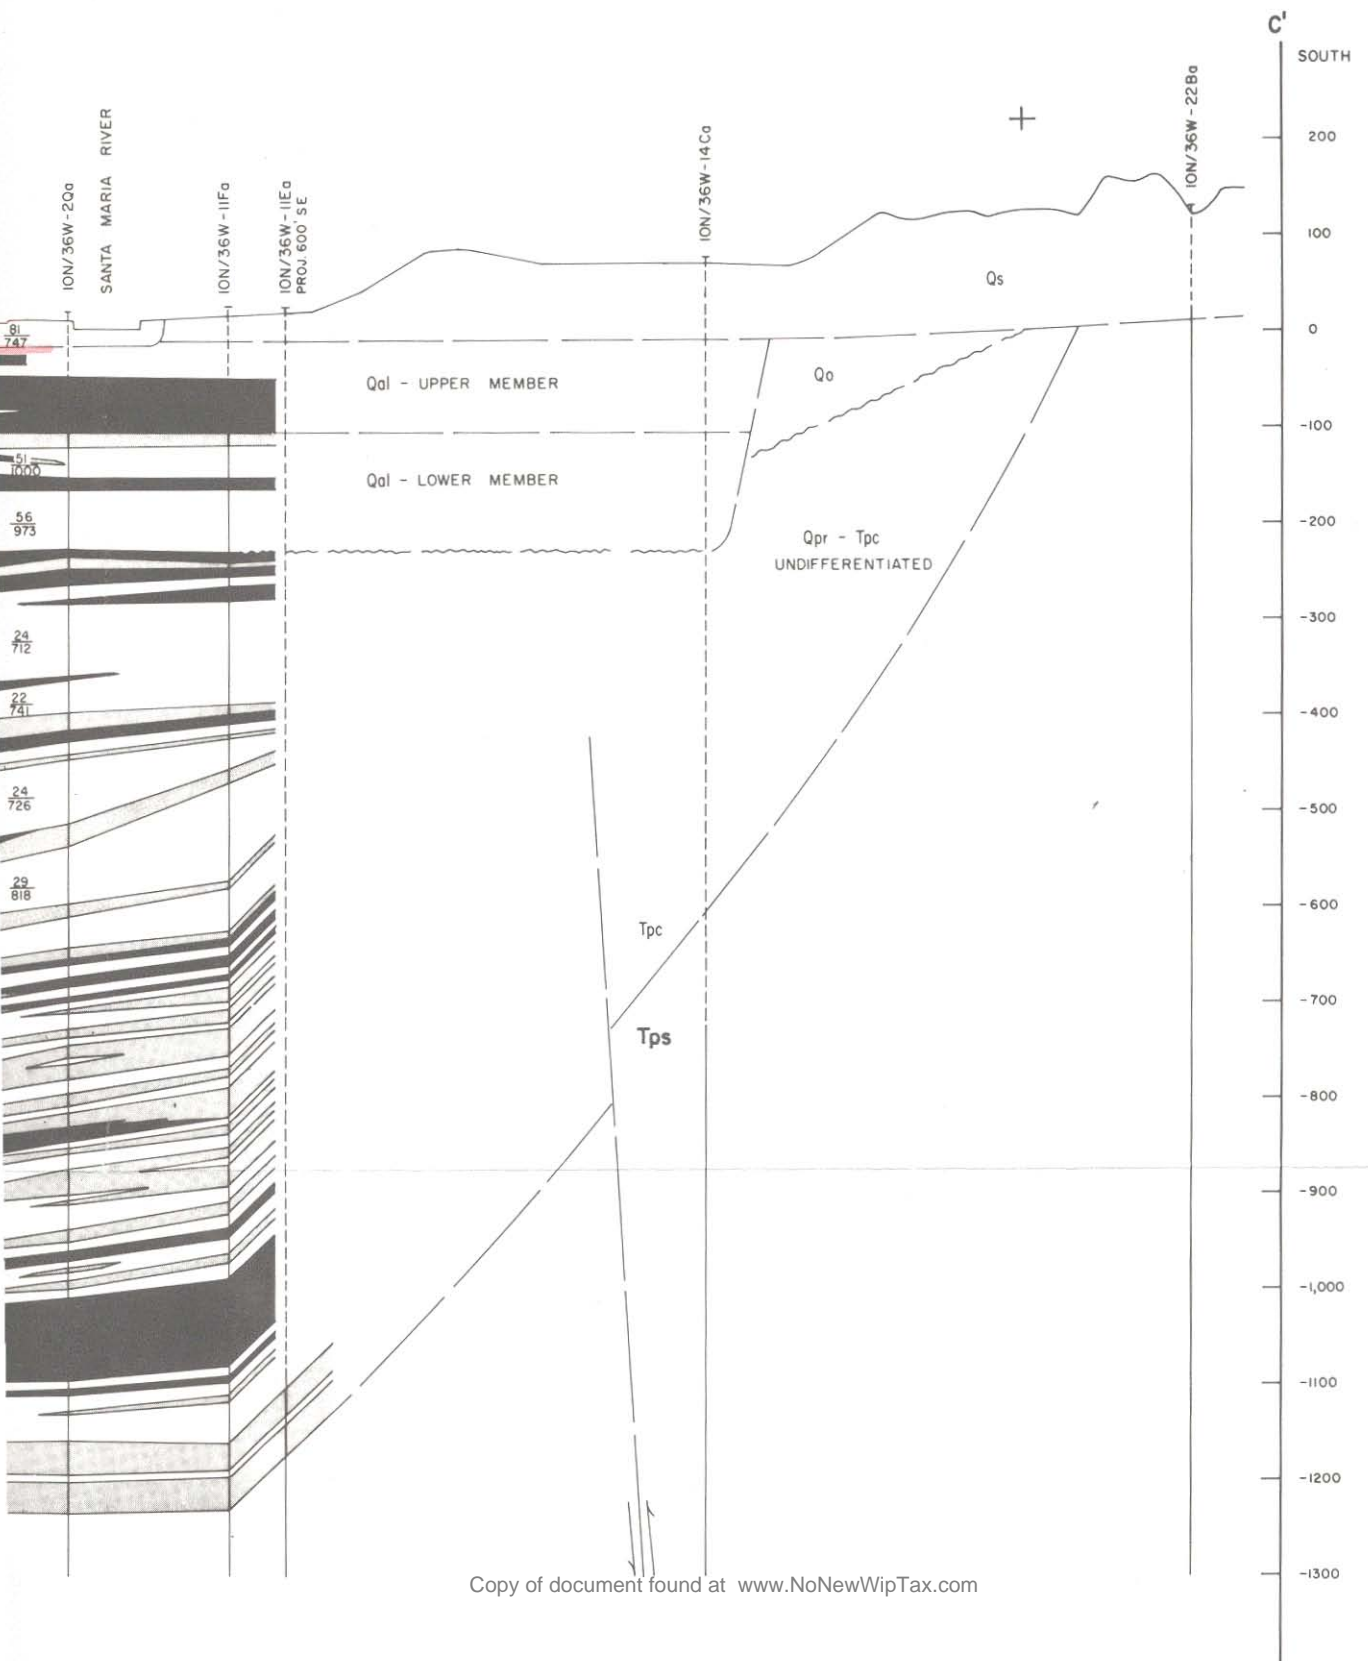 C'
SOUTH
10N/36W-2Qa
SANTA MARIA RIVER
10N/36W-11Fa
10N/36W-11Ea
PROJ. 600' SE
10N/36W-14Ca
10N/36W-22Ba
200
100
0
-100
-200
-300
-400
-500
-600
-700
-800
-900
-1,000
-1100
-1200
-1300
81
747
51
1000
56
973
24
712
22
741
24
726
29
818
Qs
Qal - UPPER MEMBER
Qo
Qal - LOWER MEMBER
Qpr - Tpc
UNDIFFERENTIATED
Tpc
Tps
Copy of document found at www.NoNewWipTax.com